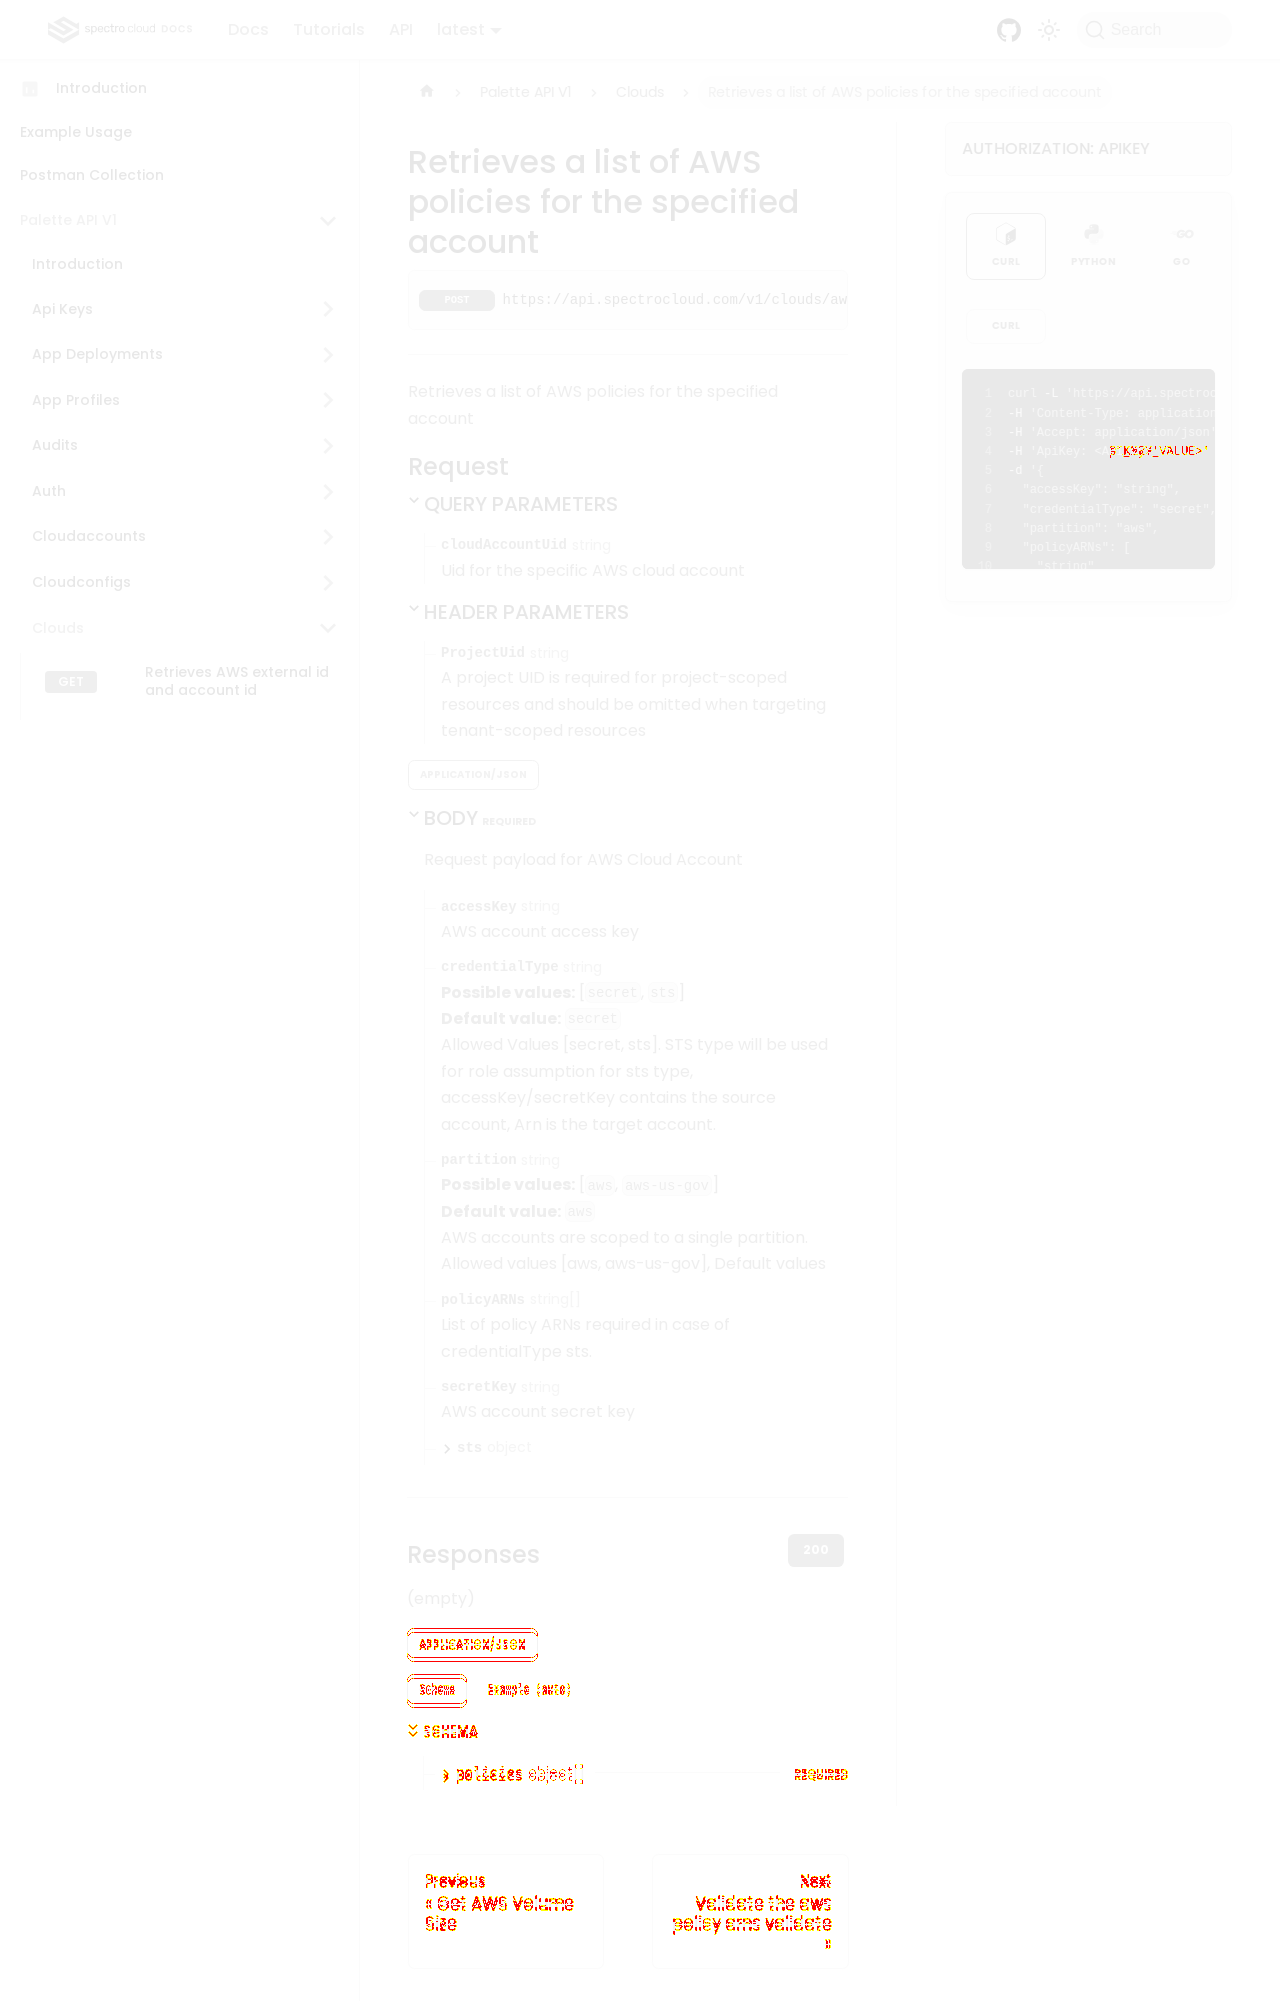 spectro cloud DOCS
Docs
Tutorials
API
latest
Search
Introduction
Example Usage
Postman Collection
Palette API V1
Introduction
Api Keys
App Deployments
App Profiles
Audits
Auth
Cloudaccounts
Cloudconfigs
Clouds
GET
Retrieves AWS external id
and account id
Palette API V1
Clouds
Retrieves a list of AWS policies for the specified account
Retrieves a list of AWS
policies for the specified
account
POST
https://api.spectrocloud.com/v1/clouds/aw
Retrieves a list of AWS policies for the specified
account
Request
QUERY PARAMETERS
cloudAccountUid string
Uid for the specific AWS cloud account
HEADER PARAMETERS
ProjectUid string
A project UID is required for project-scoped
resources and should be omitted when targeting
tenant-scoped resources
APPLICATION/JSON
BODY REQUIRED
Request payload for AWS Cloud Account
accessKey string
AWS account access key
credentialType string
Possible values: [secret, sts]
Default value: secret
Allowed Values [secret, sts]. STS type will be used
for role assumption for sts type,
accessKey/secretKey contains the source
account, Arn is the target account.
partition string
Possible values: [aws, aws-us-gov]
Default value: aws
AWS accounts are scoped to a single partition.
Allowed values [aws, aws-us-gov], Default values
policyARNs string[]
List of policy ARNs required in case of
credentialType sts.
secretKey string
AWS account secret key
sts object
Responses
200
(empty)
APPLICATION/JSON
Schema
Example (auto)
SCHEMA
policies object[]
REQUIRED
Previous
« Get AWS Volume
Size
Next
Validate the aws
policy arns validate
»
AUTHORIZATION: APIKEY
CURL
PYTHON
GO
GO
CURL
1 curl -L 'https://api.spectroc
2 -H 'Content-Type: application
3 -H 'Accept: application/json'
4 -H 'ApiKey: VALUE>'
5 -d '{
6 "accessKey": "string",
7 "credentialType": "secret",
8 "partition": "aws",
9 "policyARNs": [
10 "string"